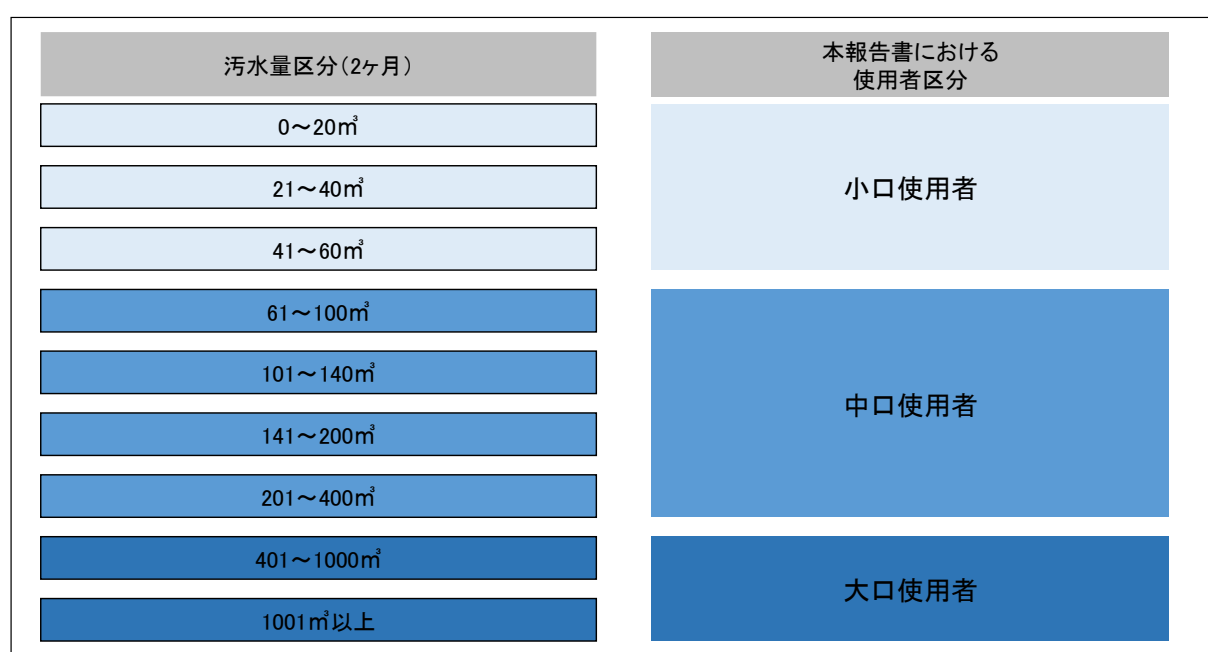 汚水量区分(2ヶ月)
0～20㎥
21～40㎥
41～60㎥
61～100㎥
101～140㎥
141～200㎥
201～400㎥
401～1000㎥
1001㎥以上
本報告書における
使用者区分
小口使用者
中口使用者
大口使用者